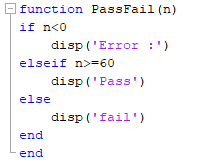 function PassFail(n)
if n<0
disp('Error :')
elseif n>=60
disp('Pass')
else
disp('fail')
end
end